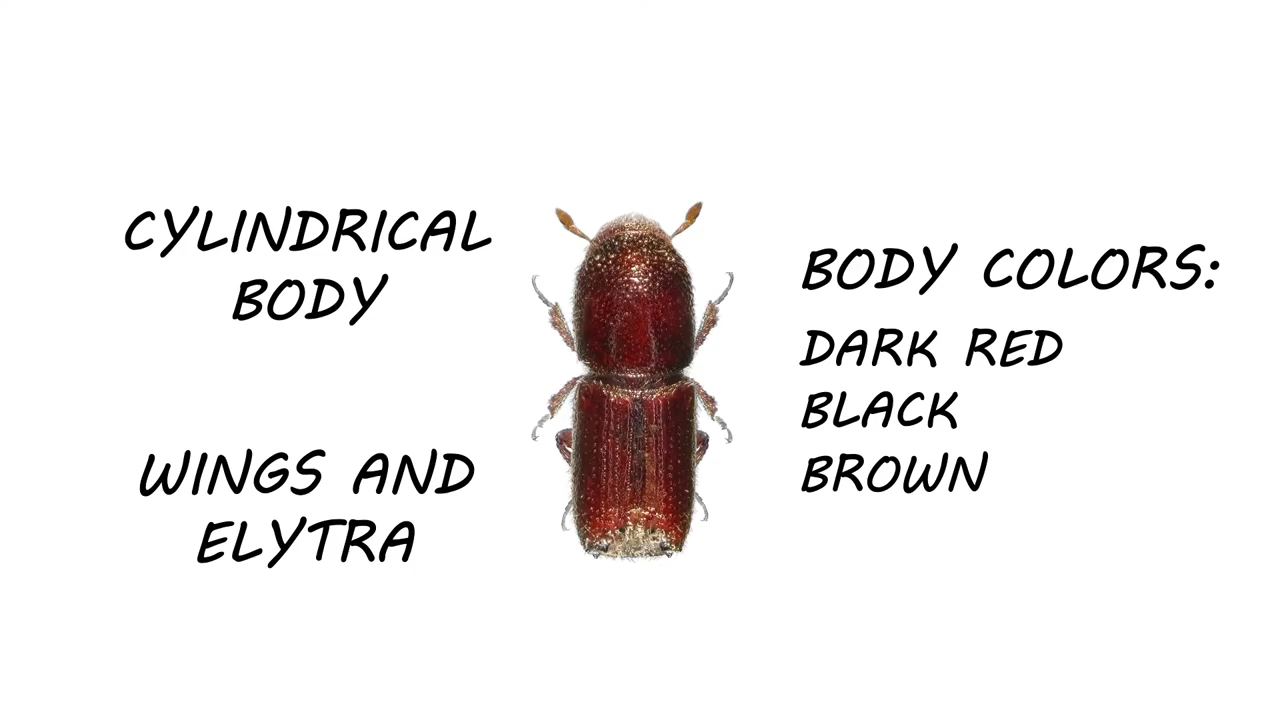 CYLINDRICAL
BODY
WINGS AND
ELYTRA
BODY COLORS:
DARK RED
BLACK
BROWN